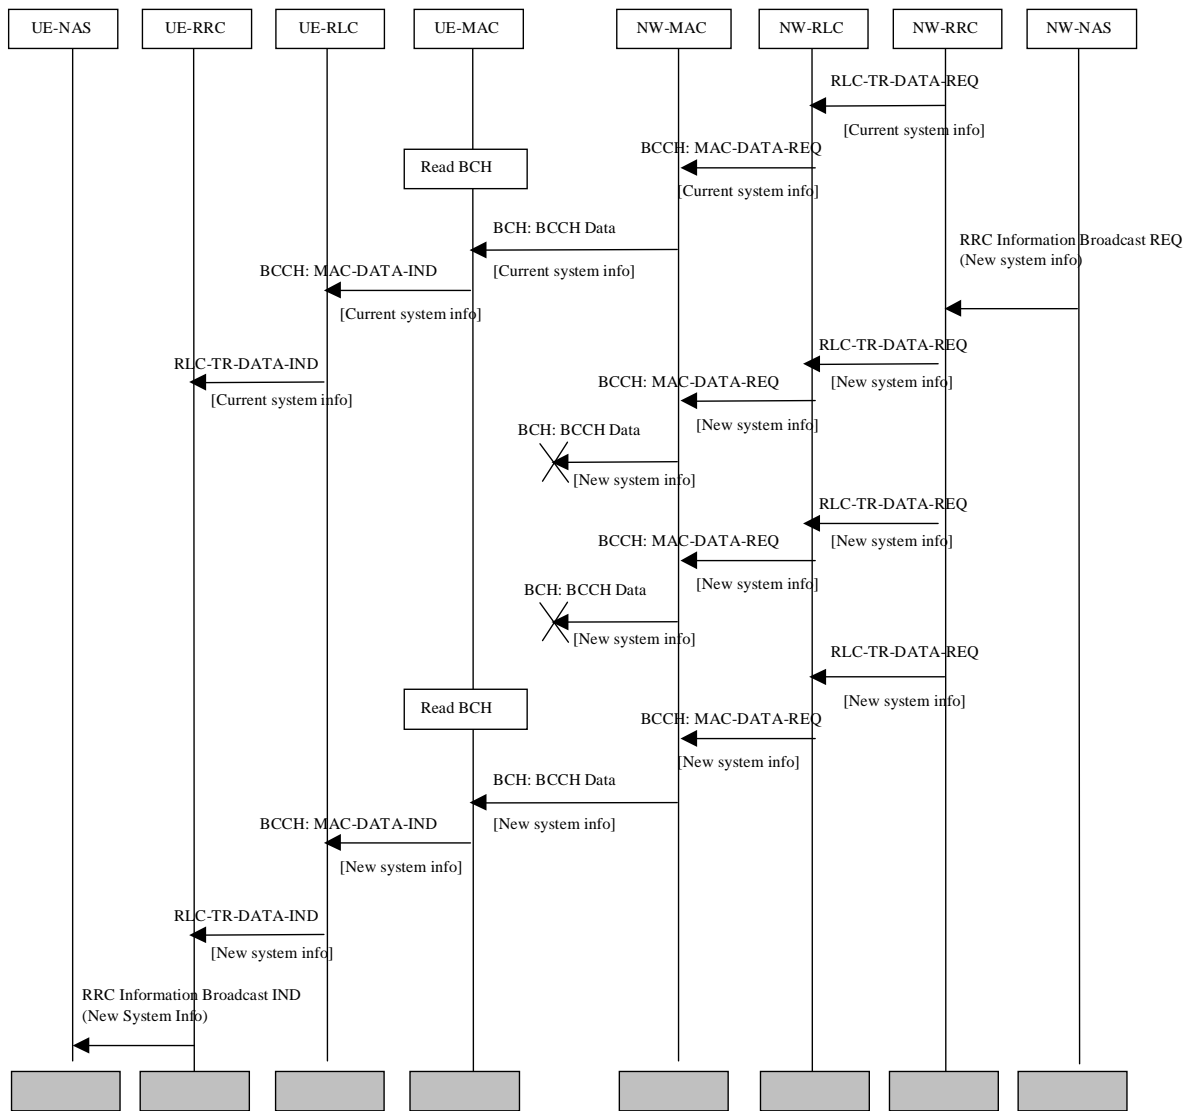 UE-NAS
UE-RRC
UE-RLC
UE-MAC
NW-MAC
NW-RLC
NW-RRC
NW-NAS
RLC-TR-DATA-REQ
[Current system info]
BCCH: MAC-DATA-REQ
Read BCH
[Current system info]
BCH: BCCH Data
RRC Information Broadcast REQ
(New system info)
[Current system info]
BCCH: MAC-DATA-IND
[Current system info]
RLC-TR-DATA-REQ
RLC-TR-DATA-IND
[New system info]
BCCH: MAC-DATA-REQ
[Current system info]
[New system info]
BCH: BCCH Data
[New system info]
RLC-TR-DATA-REQ
[New system info]
BCCH: MAC-DATA-REQ
[New system info]
BCH: BCCH Data
[New system info]
RLC-TR-DATA-REQ
[New system info]
Read BCH
BCCH: MAC-DATA-REQ
[New system info]
BCH: BCCH Data
[New system info]
BCCH: MAC-DATA-IND
[New system info]
RLC-TR-DATA-IND
[New system info]
RRC Information Broadcast IND
(New System Info)